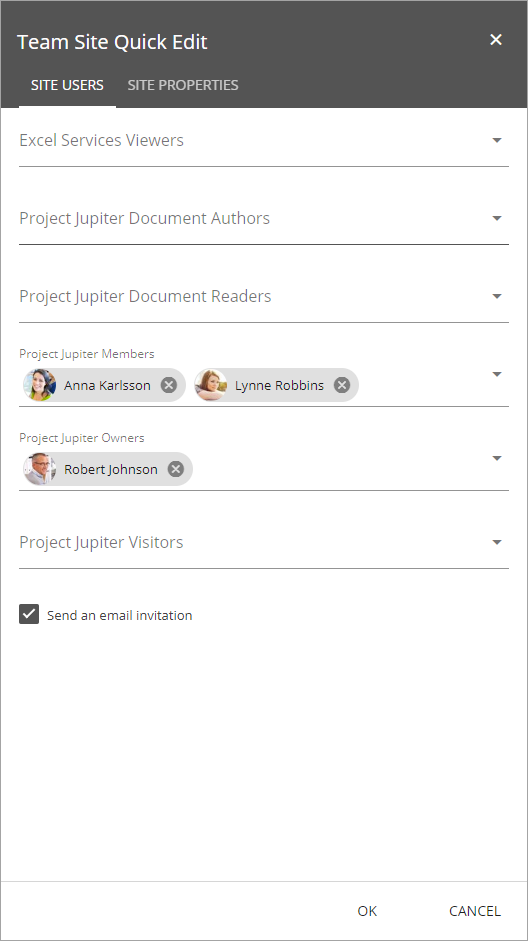 Team Site Quick Edit
SITE USERS SITE PROPERTIES
Excel Services Viewers
Project Jupiter Document Authors
Project Jupiter Document Readers
Project Jupiter Members
Anna Karlsson Lynne Robbins
Project Jupiter Owners
Robert Johnson
Project Jupiter Visitors
Send an email invitation
OK CANCEL